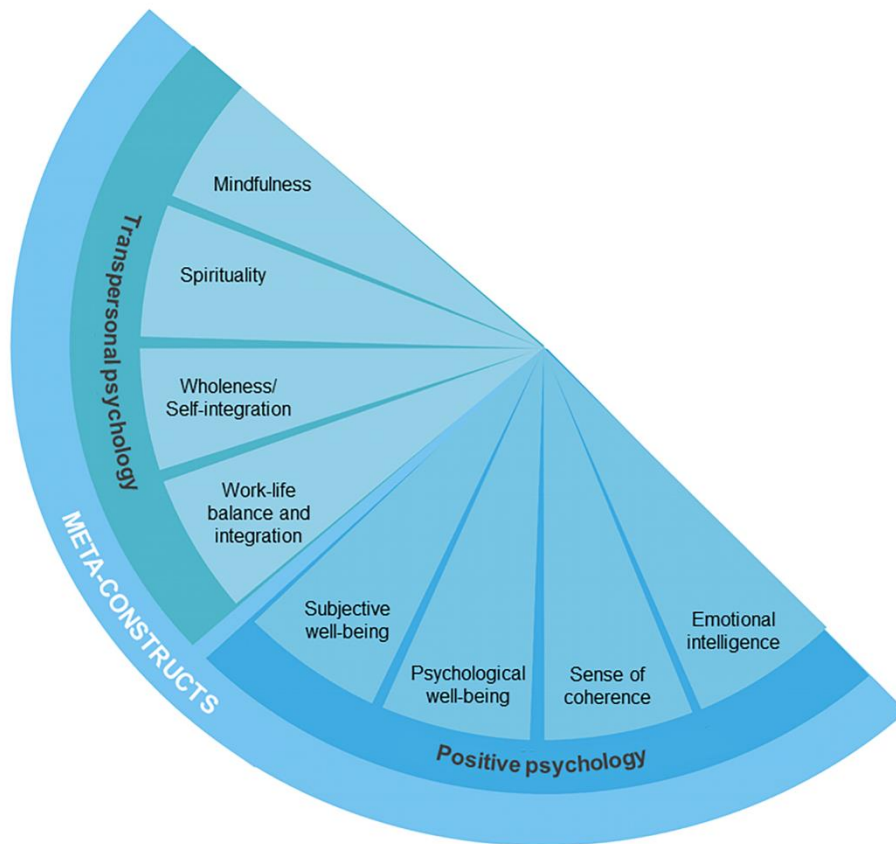 Mindfulness
Spirituality
Wholeness/
Self-integration
Work-life
balance and
integration
Transpersonal psychology
META-CONSTRUCTS
Subjective
well-being
Psychological
well-being
Sense of
coherence
Emotional
intelligence
Positive psychology